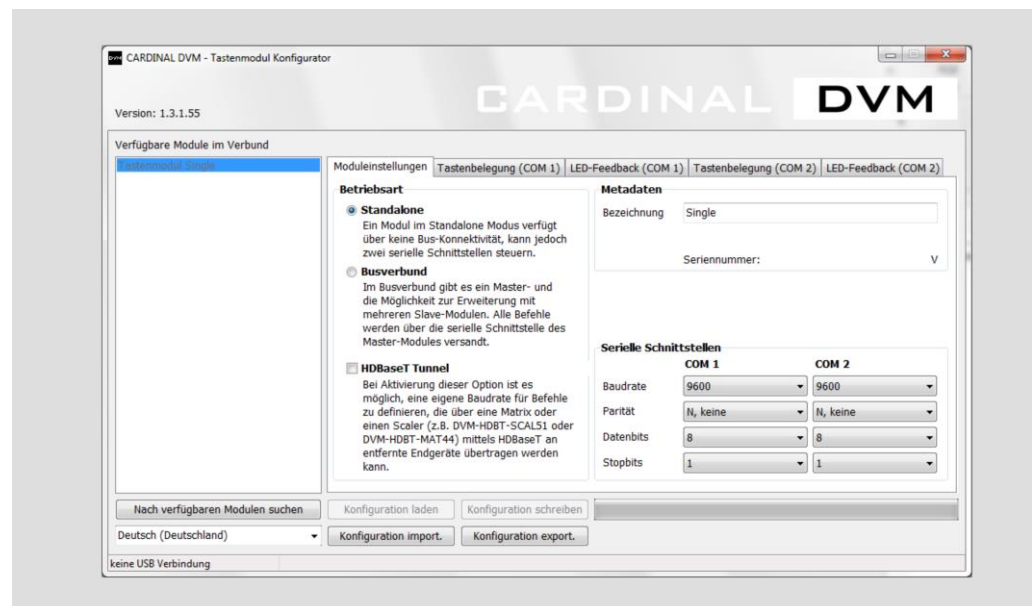 CARDINAL DVM - Tastenmodul Konfigurator
CARDINAL DVM
Version: 1.3.1.55
Verfügbare Module im Verbund
Tastenmodul Single
Moduleinstellungen Tastenbelegung (COM 1) LED-Feedback (COM 1) Tastenbelegung (COM 2) LED-Feedback (COM 2)
Betriebsart
Standalone
Ein Modul im Standalone Modus verfügt
über keine Bus-Konnektivität, kann jedoch
zwei serielle Schnittstellen steuern.
Busverbund
Im Busverbund gibt es ein Master- und
die Möglichkeit zur Erweiterung mit
mehreren Slave-Modulen. Alle Befehle
werden über die serielle Schnittstelle des
Master-Modules versandt.
HDBaseT Tunnel
Bei Aktivierung dieser Option ist es
möglich, eine eigene Baudrate für Befehle
zu definieren, die über eine Matrix oder
einen Scaler (z.B. DVM-HDBT-SCAL51 oder
DVM-HDBT-MAT44) mittels HDBaseT an
entfernte Endgeräte übertragen werden
kann.
Metadaten
Bezeichnung Single
Seriennummer: V
Serielle Schnittstellen
COM 1 COM 2
Baudrate 9600 9600
Parität N, keine N, keine
Datenbits 8 8
Stopbits 1 1
Nach verfügbaren Modulen suchen Konfiguration laden Konfiguration schreiben
Deutsch (Deutschland) Konfiguration import. Konfiguration export.
keine USB Verbindung